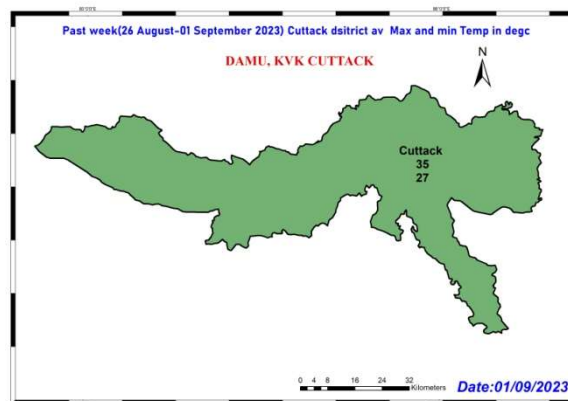 Past week(26 August-01 September 2023) Cuttack dsitrict av Max and min Temp in degc
DAMU, KVK CUTTACK
N
Cuttack
35
27
0 4 8 16 24 32
Kilometers
Date:01/09/2023